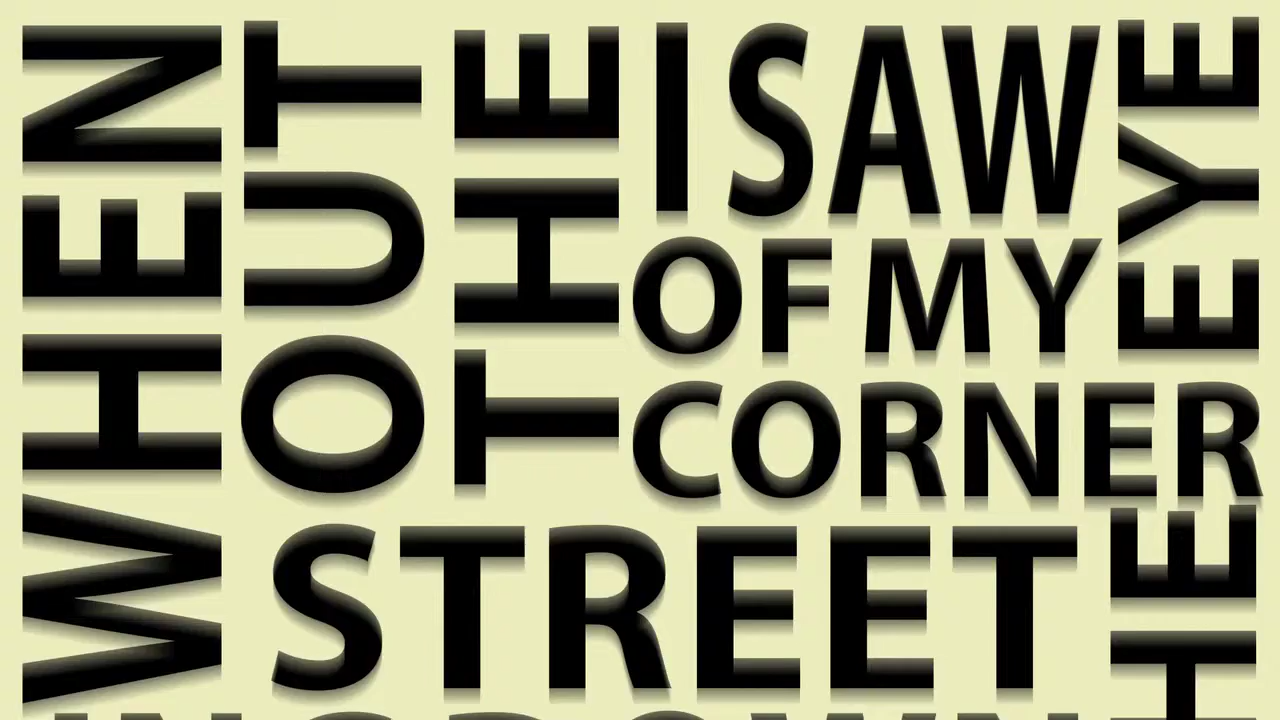 WHEN
I SAW
OUT
OF MY
THE
CORNER
EYE
STREET